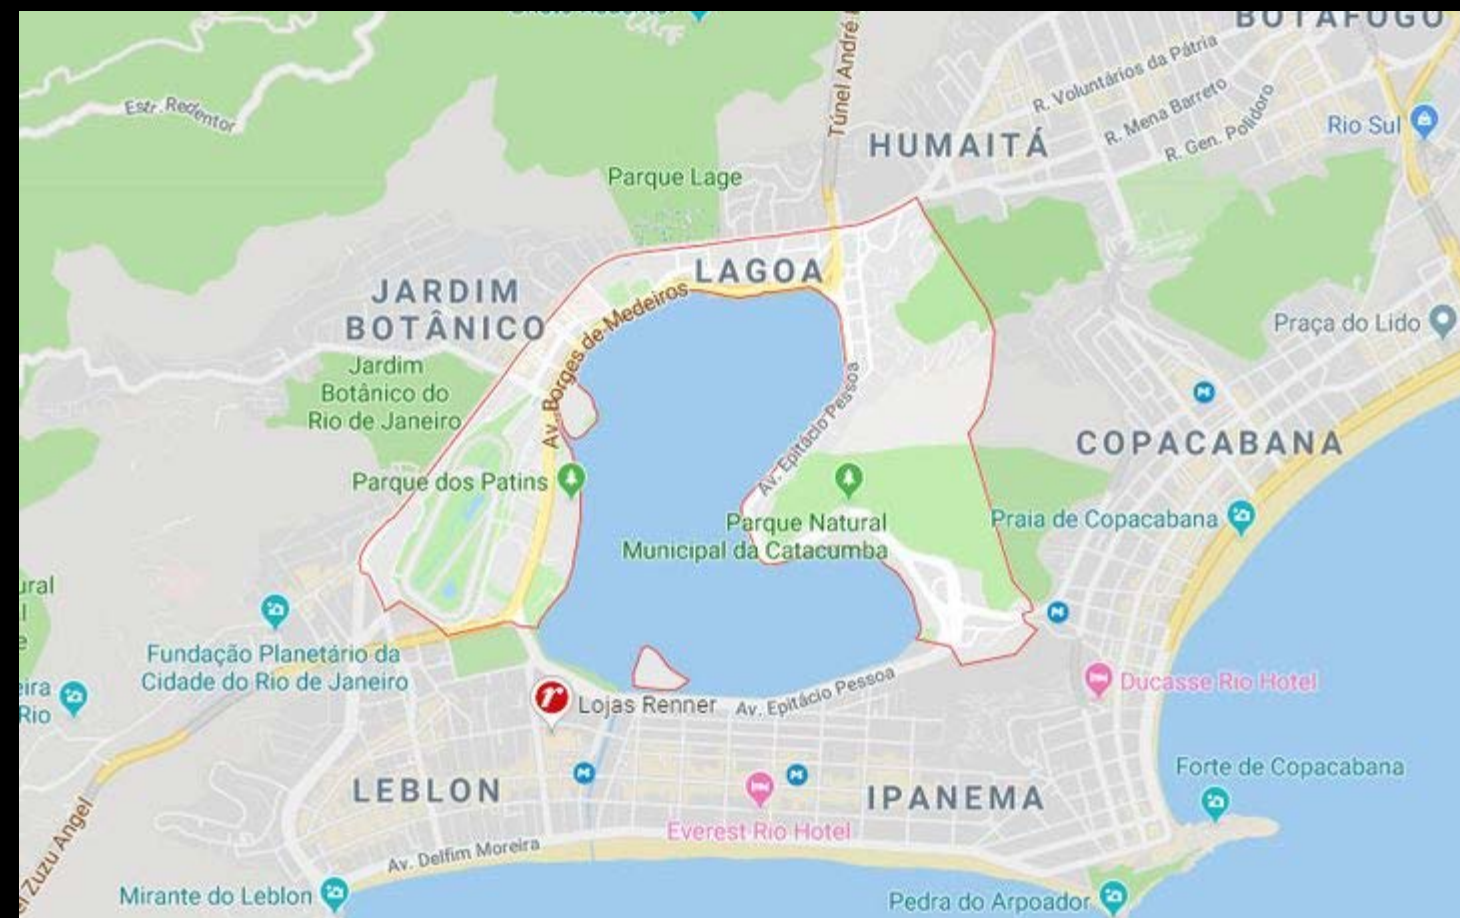 BOTAFOGO
Túnel André
R. Voluntários da Pátria
Estr. Redentor
R. Mena Barreto
Rio Sul
HUMAITÁ
R. Gen. Polidoro
Parque Lage
LAGOA
JARDIM
BOTÂNICO
Av. Borges de Medeiros
Praça do Lido
Jardim
Botânico do
Rio de Janeiro
Av. Epitácio Pessoa
COPACABANA
Parque dos Patins
Parque Natural
Municipal da Catacumba
Praia de Copacabana
Fundação Planetário da
Cidade do Rio de Janeiro
Rio
Lojas Renner
Av. Epitácio Pessoa
Ducasse Rio Hotel
LEBLON
IPANEMA
Forte de Copacabana
Everest Rio Hotel
Zuzu Angel
Av. Delfim Moreira
Mirante do Leblon
Pedra do Arpoador